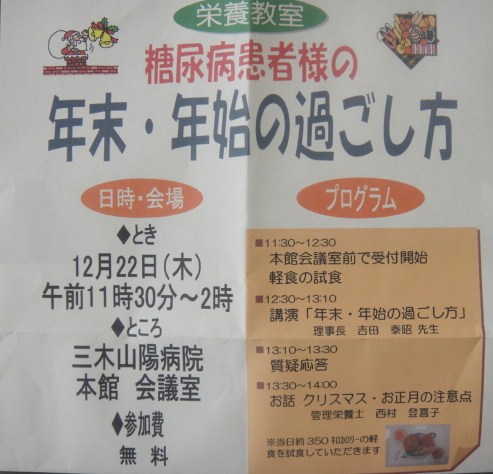 栄養教室
糖尿病患者様の
年末・年始の過ごし方
日時・会場
◆とき
12月22日(木)
午前11時30分~2時
◆ところ
三木山陽病院
本館 会議室
◆参加費
無料
プログラム
■11:30~12:30
本館会議室前で受付開始
軽食の試食
■12:30~13:10
講演「年末・年始の過ごし方」
理事長 吉田 泰昭 先生
■13:10~13:30
質疑応答
■13:30~14:00
お話 クリスマス・お正月の注意点
管理栄養士 西村 登喜子
※当日約350キロカロリーの軽
食を試食していただきます